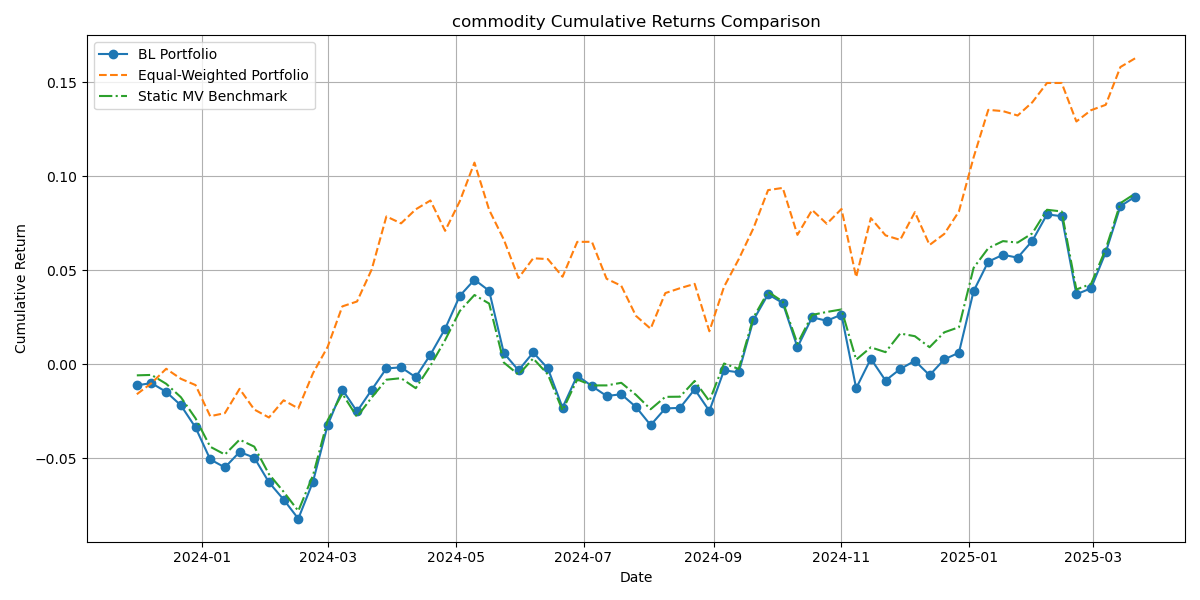 commodity Cumulative Returns Comparison
BL Portfolio
Equal-Weighted Portfolio
Static MV Benchmark
Cumulative Return
0.15
0.10
0.05
0.00
−0.05
2024-01 2024-03 2024-05 2024-07 2024-09 2024-11 2025-01 2025-03
Date